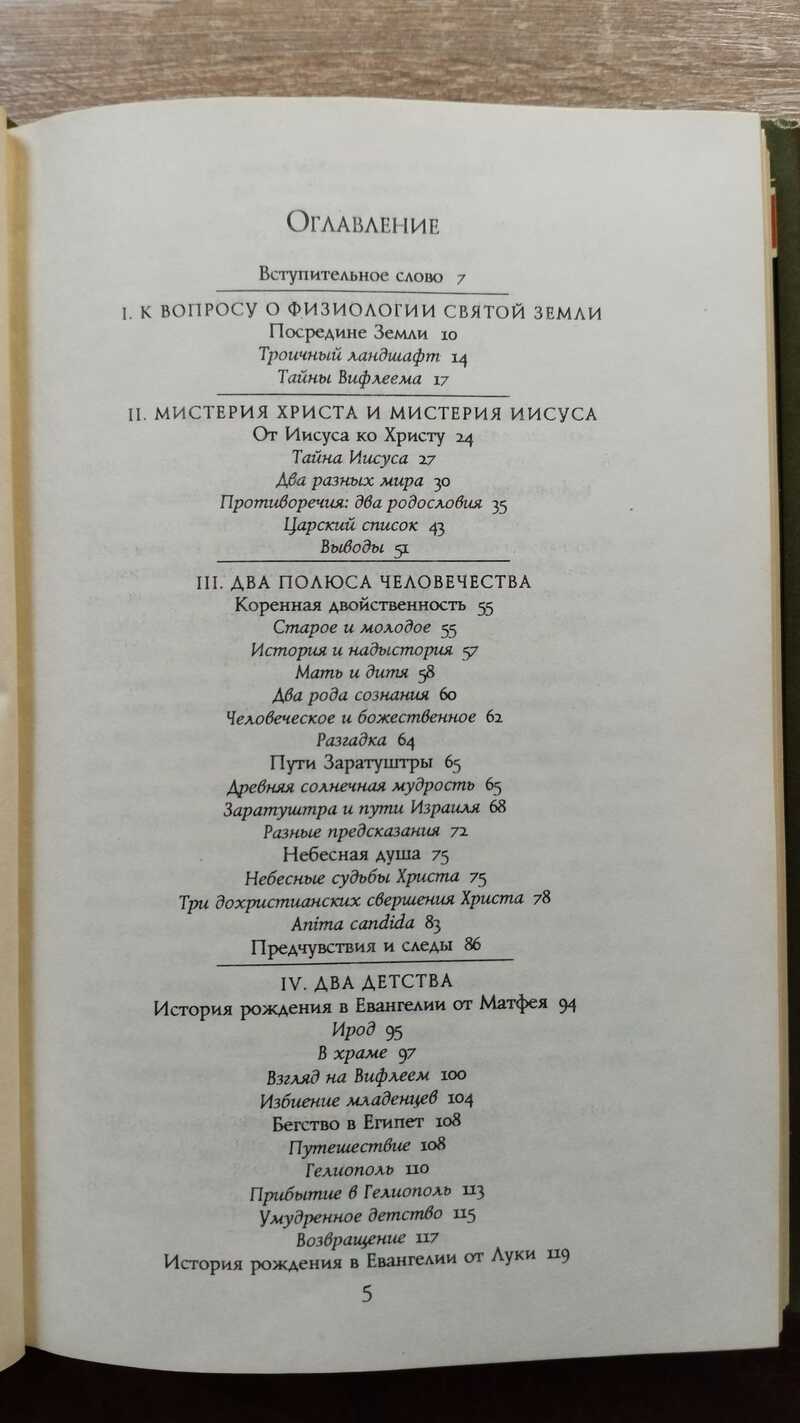 Оглавление
Вступительное слово 7
I. К ВОПРОСУ О ФИЗИОЛОГИИ СВЯТОЙ ЗЕМЛИ
Посредине Земли 10
Троичный ландшафт 14
Тайны Вифлеема 17
II. МИСТЕРИЯ ХРИСТА И МИСТЕРИЯ ИИСУСА
От Иисуса ко Христу 24
Тайна Иисуса 27
Два разных мира 30
Противоречия: два родословия 35
Царский список 43
Выводы 51
III. ДВА ПОЛЮСА ЧЕЛОВЕЧЕСТВА
Коренная двойственность 55
Старое и молодое 55
История и надыстория 57
Мать и дитя 58
Два рода сознания 60
Человеческое и божественное 62
Разгадка 64
Пути Заратуштры 65
Древняя солнечная мудрость 65
Заратуштра и пути Израиля 68
Разные предсказания 72
Небесная душа 75
Небесные судьбы Христа 75
Три дохристианских свершения Христа 78
Anima candida 83
Предчувствия и следы 86
IV. ДВА ДЕТСТВА
История рождения в Евангелии от Матфея 94
Ирод 95
В храме 97
Взгляд на Вифлеем 100
Избиение младенцев 104
Бегство в Египет 108
Путешествие 108
Гелиополь 110
Прибытие в Гелиополь 113
Умудренное детство 115
Возвращение 117
История рождения в Евангелии от Луки 119
5